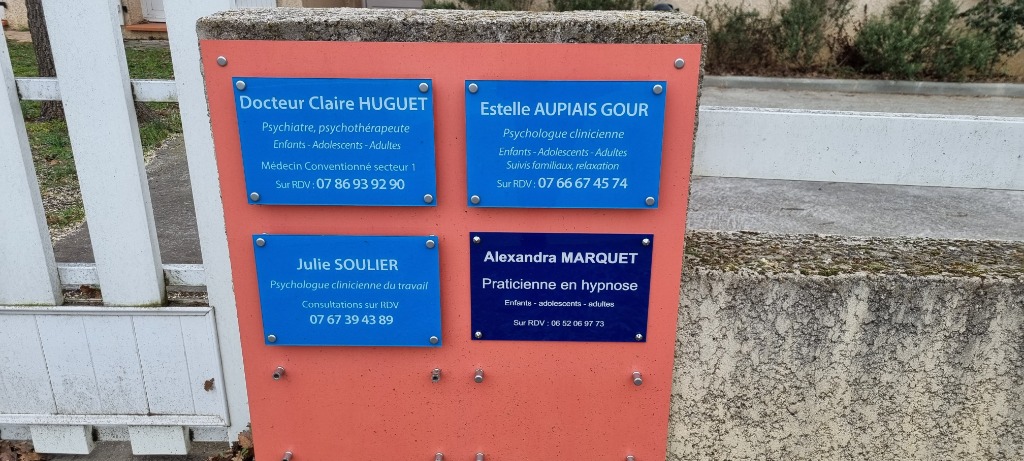 Docteur Claire HUGUET
Psychiatre, psychothérapeute
Enfants - Adolescents - Adultes
Médecin Conventionné secteur 1
Sur RDV : 07 86 93 92 90
Estelle AUPIAIS GOUR
Psychologue clinicienne
Enfants - Adolescents - Adultes
Suivis familiaux, relaxation
Sur RDV : 07 66 67 45 74
Julie SOULIER
Psychologue clinicienne du travail
Consultations sur RDV
07 67 39 43 89
Alexandra MARQUET
Praticienne en hypnose
Enfants - adolescents - adultes
Sur RDV : 06 52 06 97 73